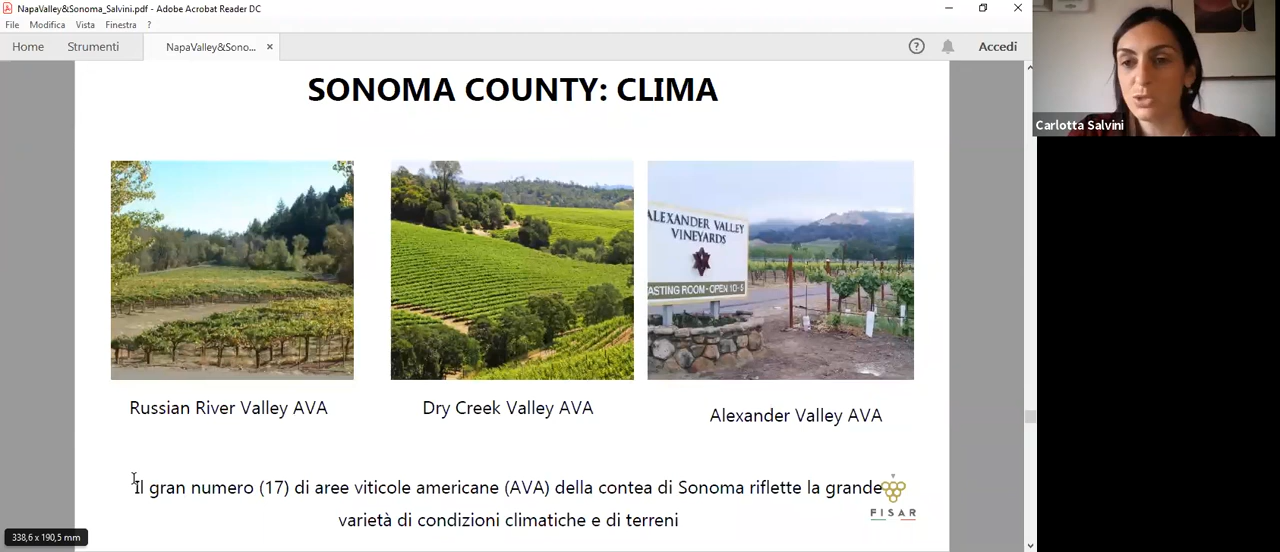 NapaValley&Sonoma_Salvini.pdf - Adobe Acrobat Reader DC
File Modifica Vista Finestra ?
Home Strumenti NapaValley&Sono... × Accedi
SONOMA COUNTY: CLIMA
ALEXANDER VALLEY
VINEYARDS
ASTING ROOM-OPEN 10-5
Russian River Valley AVA
Dry Creek Valley AVA
Alexander Valley AVA
Il gran numero (17) di aree viticole americane (AVA) della contea di Sonoma riflette la grande
varietà di condizioni climatiche e di terreni
FISAR
338,6 x 190,5 mm
Carlotta Salvini